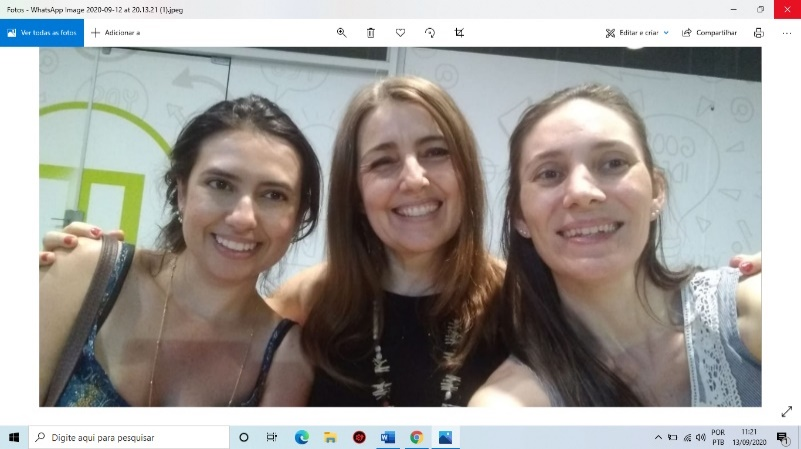 Fotos - WhatsApp Image 2020-09-12 at 20.13.21 (1).jpeg
Ver todas as fotos
Adicionar a
Editar e criar
Compartilhar
Digite aqui para pesquisar
POR
PTB
11:21
13/09/2020